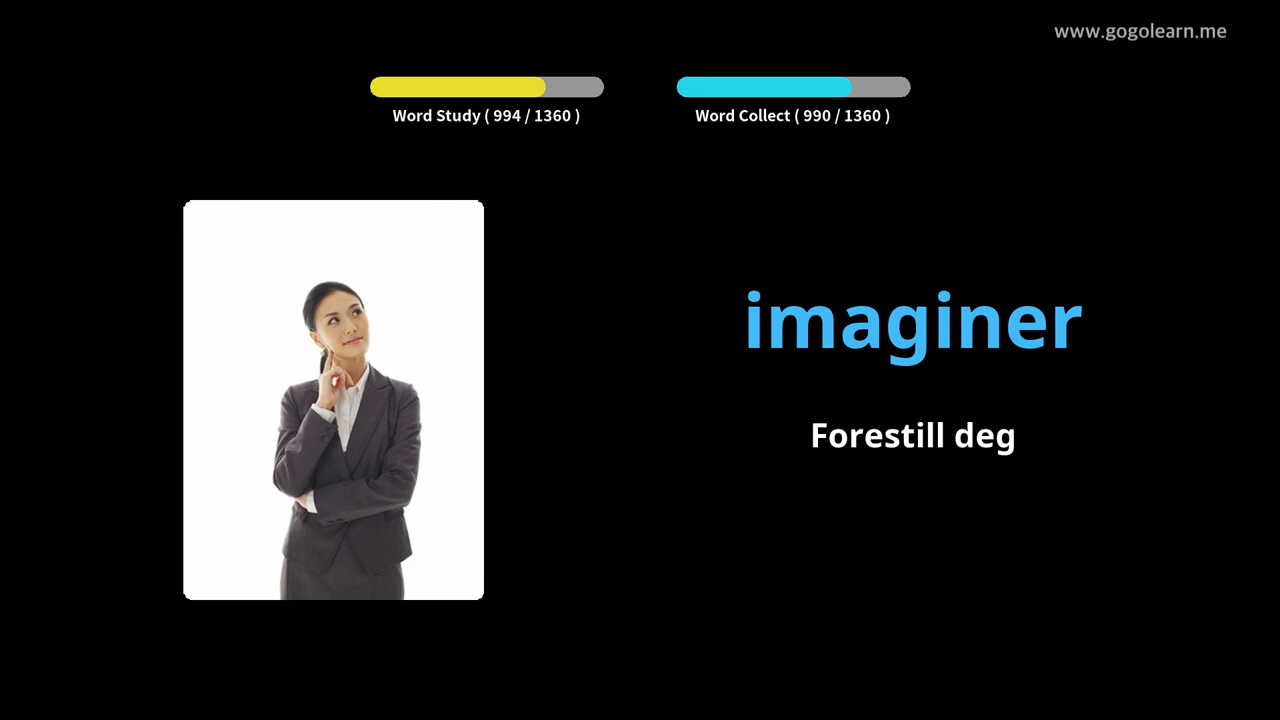 www.gogolearn.me
Word Study ( 994 / 1360 )
Word Collect ( 990 / 1360 )
imaginer
Forestill deg